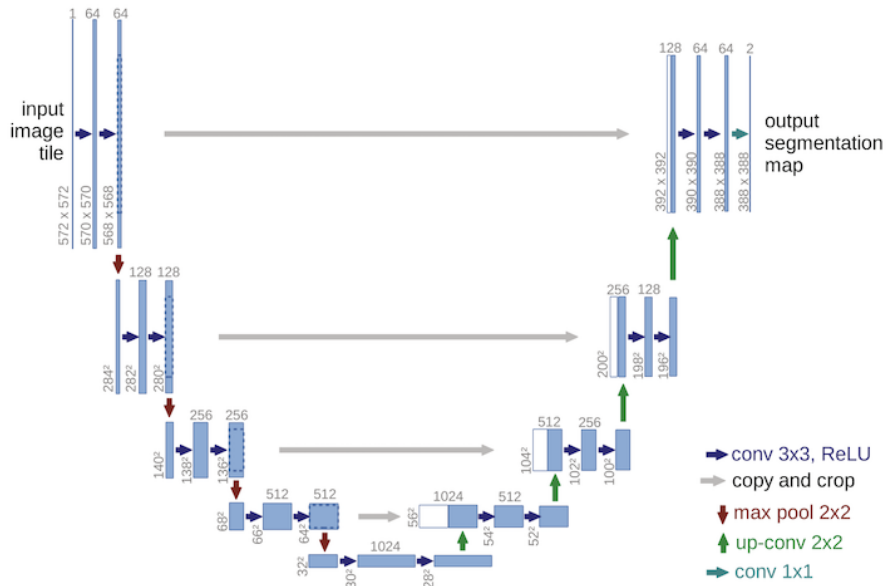 1 64 64
128 64 64 2
input
image
tile
output
segmentation
map
572 x 572
570 x 570
568 x 568
392 x 392
390 x 390
388 x 388
388 x 388
128 128
256 128
284²
282²
280²
200²
198²
196²
256 256
512 256
140²
138²
136²
104²
102²
100²
512 512
1024 512
68²
66²
64²
56²
54²
52²
1024
32²
30²
28²
conv 3x3, ReLU
copy and crop
max pool 2x2
up-conv 2x2
conv 1x1